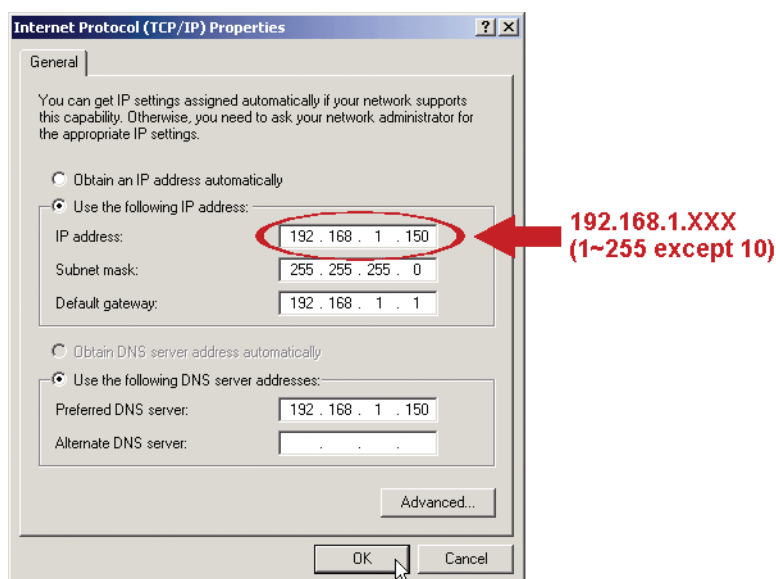 Internet Protocol (TCP/IP) Properties
General
You can get IP settings assigned automatically if your network supports
this capability. Otherwise, you need to ask your network administrator for
the appropriate IP settings.
Obtain an IP address automatically
Use the following IP address:
IP address: 192 . 168 . 1 . 150
Subnet mask: 255 . 255 . 255 . 0
Default gateway: 192 . 168 . 1 . 1
192.168.1.XXX
(1~255 except 10)
Obtain DNS server address automatically
Use the following DNS server addresses:
Preferred DNS server: 192 . 168 . 1 . 150
Alternate DNS server: . . .
Advanced...
OK Cancel